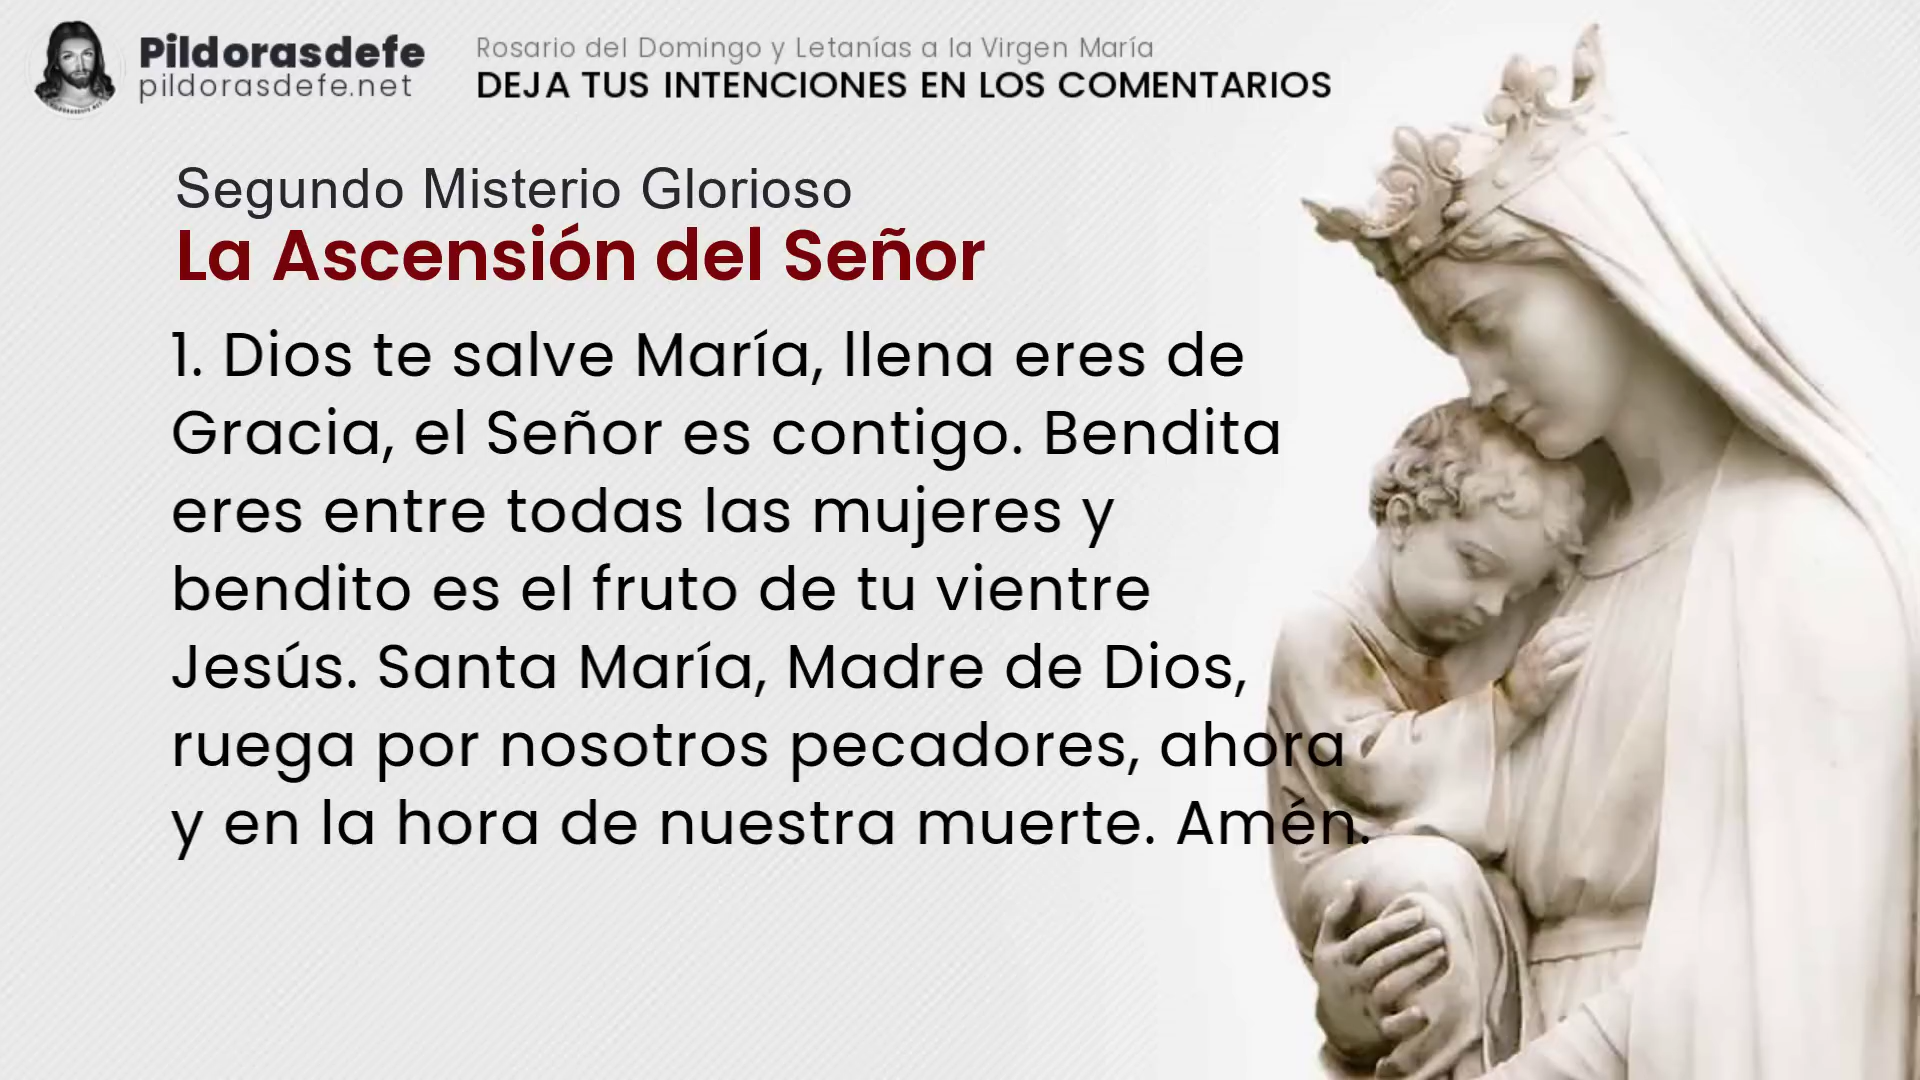 Pildorasdefe
pildorasdefe.net
Rosario del Domingo y Letanías a la Virgen María
DEJA TUS INTENCIONES EN LOS COMENTARIOS
Segundo Misterio Glorioso
La Ascensión del Señor
1. Dios te salve María, llena eres de
Gracia, el Señor es contigo. Bendita
eres entre todas las mujeres y
bendito es el fruto de tu vientre
Jesús. Santa María, Madre de Dios,
ruega por nosotros pecadores, ahora
y en la hora de nuestra muerte. Amén.